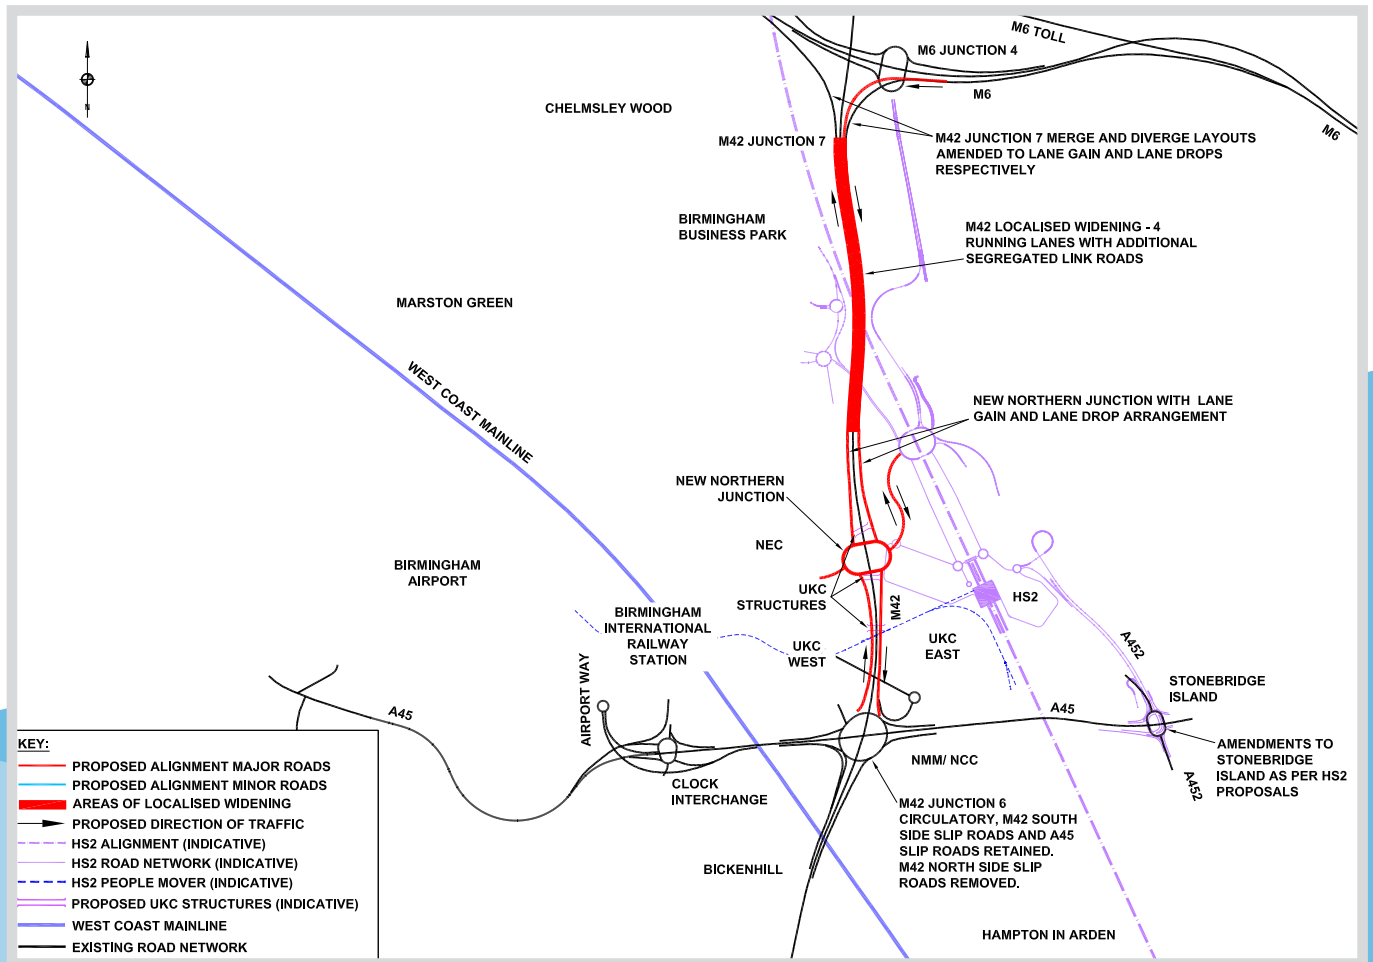 M6 TOLL
M6 JUNCTION 4
M6
M6
CHELMSLEY WOOD
M42 JUNCTION 7
M42 JUNCTION 7 MERGE AND DIVERGE LAYOUTS
AMENDED TO LANE GAIN AND LANE DROPS
RESPECTIVELY
N
BIRMINGHAM
BUSINESS PARK
M42 LOCALISED WIDENING - 4
RUNNING LANES WITH ADDITIONAL
SEGREGATED LINK ROADS
MARSTON GREEN
WEST COAST MAINLINE
NEW NORTHERN JUNCTION WITH LANE
GAIN AND LANE DROP ARRANGEMENT
NEW NORTHERN
JUNCTION
NEC
BIRMINGHAM
AIRPORT
UKC
STRUCTURES
M42
HS2
BIRMINGHAM
INTERNATIONAL
RAILWAY
STATION
UKC
WEST
UKC
EAST
A452
STONEBRIDGE
ISLAND
AIRPORT WAY
A45
A45
NMM/ NCC
CLOCK
INTERCHANGE
AMENDMENTS TO
STONEBRIDGE
ISLAND AS PER HS2
PROPOSALS
A452
M42 JUNCTION 6
CIRCULATORY, M42 SOUTH
SIDE SLIP ROADS AND A45
SLIP ROADS RETAINED.
M42 NORTH SIDE SLIP
ROADS REMOVED.
BICKENHILL
HAMPTON IN ARDEN
KEY:
PROPOSED ALIGNMENT MAJOR ROADS
PROPOSED ALIGNMENT MINOR ROADS
AREAS OF LOCALISED WIDENING
PROPOSED DIRECTION OF TRAFFIC
HS2 ALIGNMENT (INDICATIVE)
HS2 ROAD NETWORK (INDICATIVE)
HS2 PEOPLE MOVER (INDICATIVE)
PROPOSED UKC STRUCTURES (INDICATIVE)
WEST COAST MAINLINE
EXISTING ROAD NETWORK